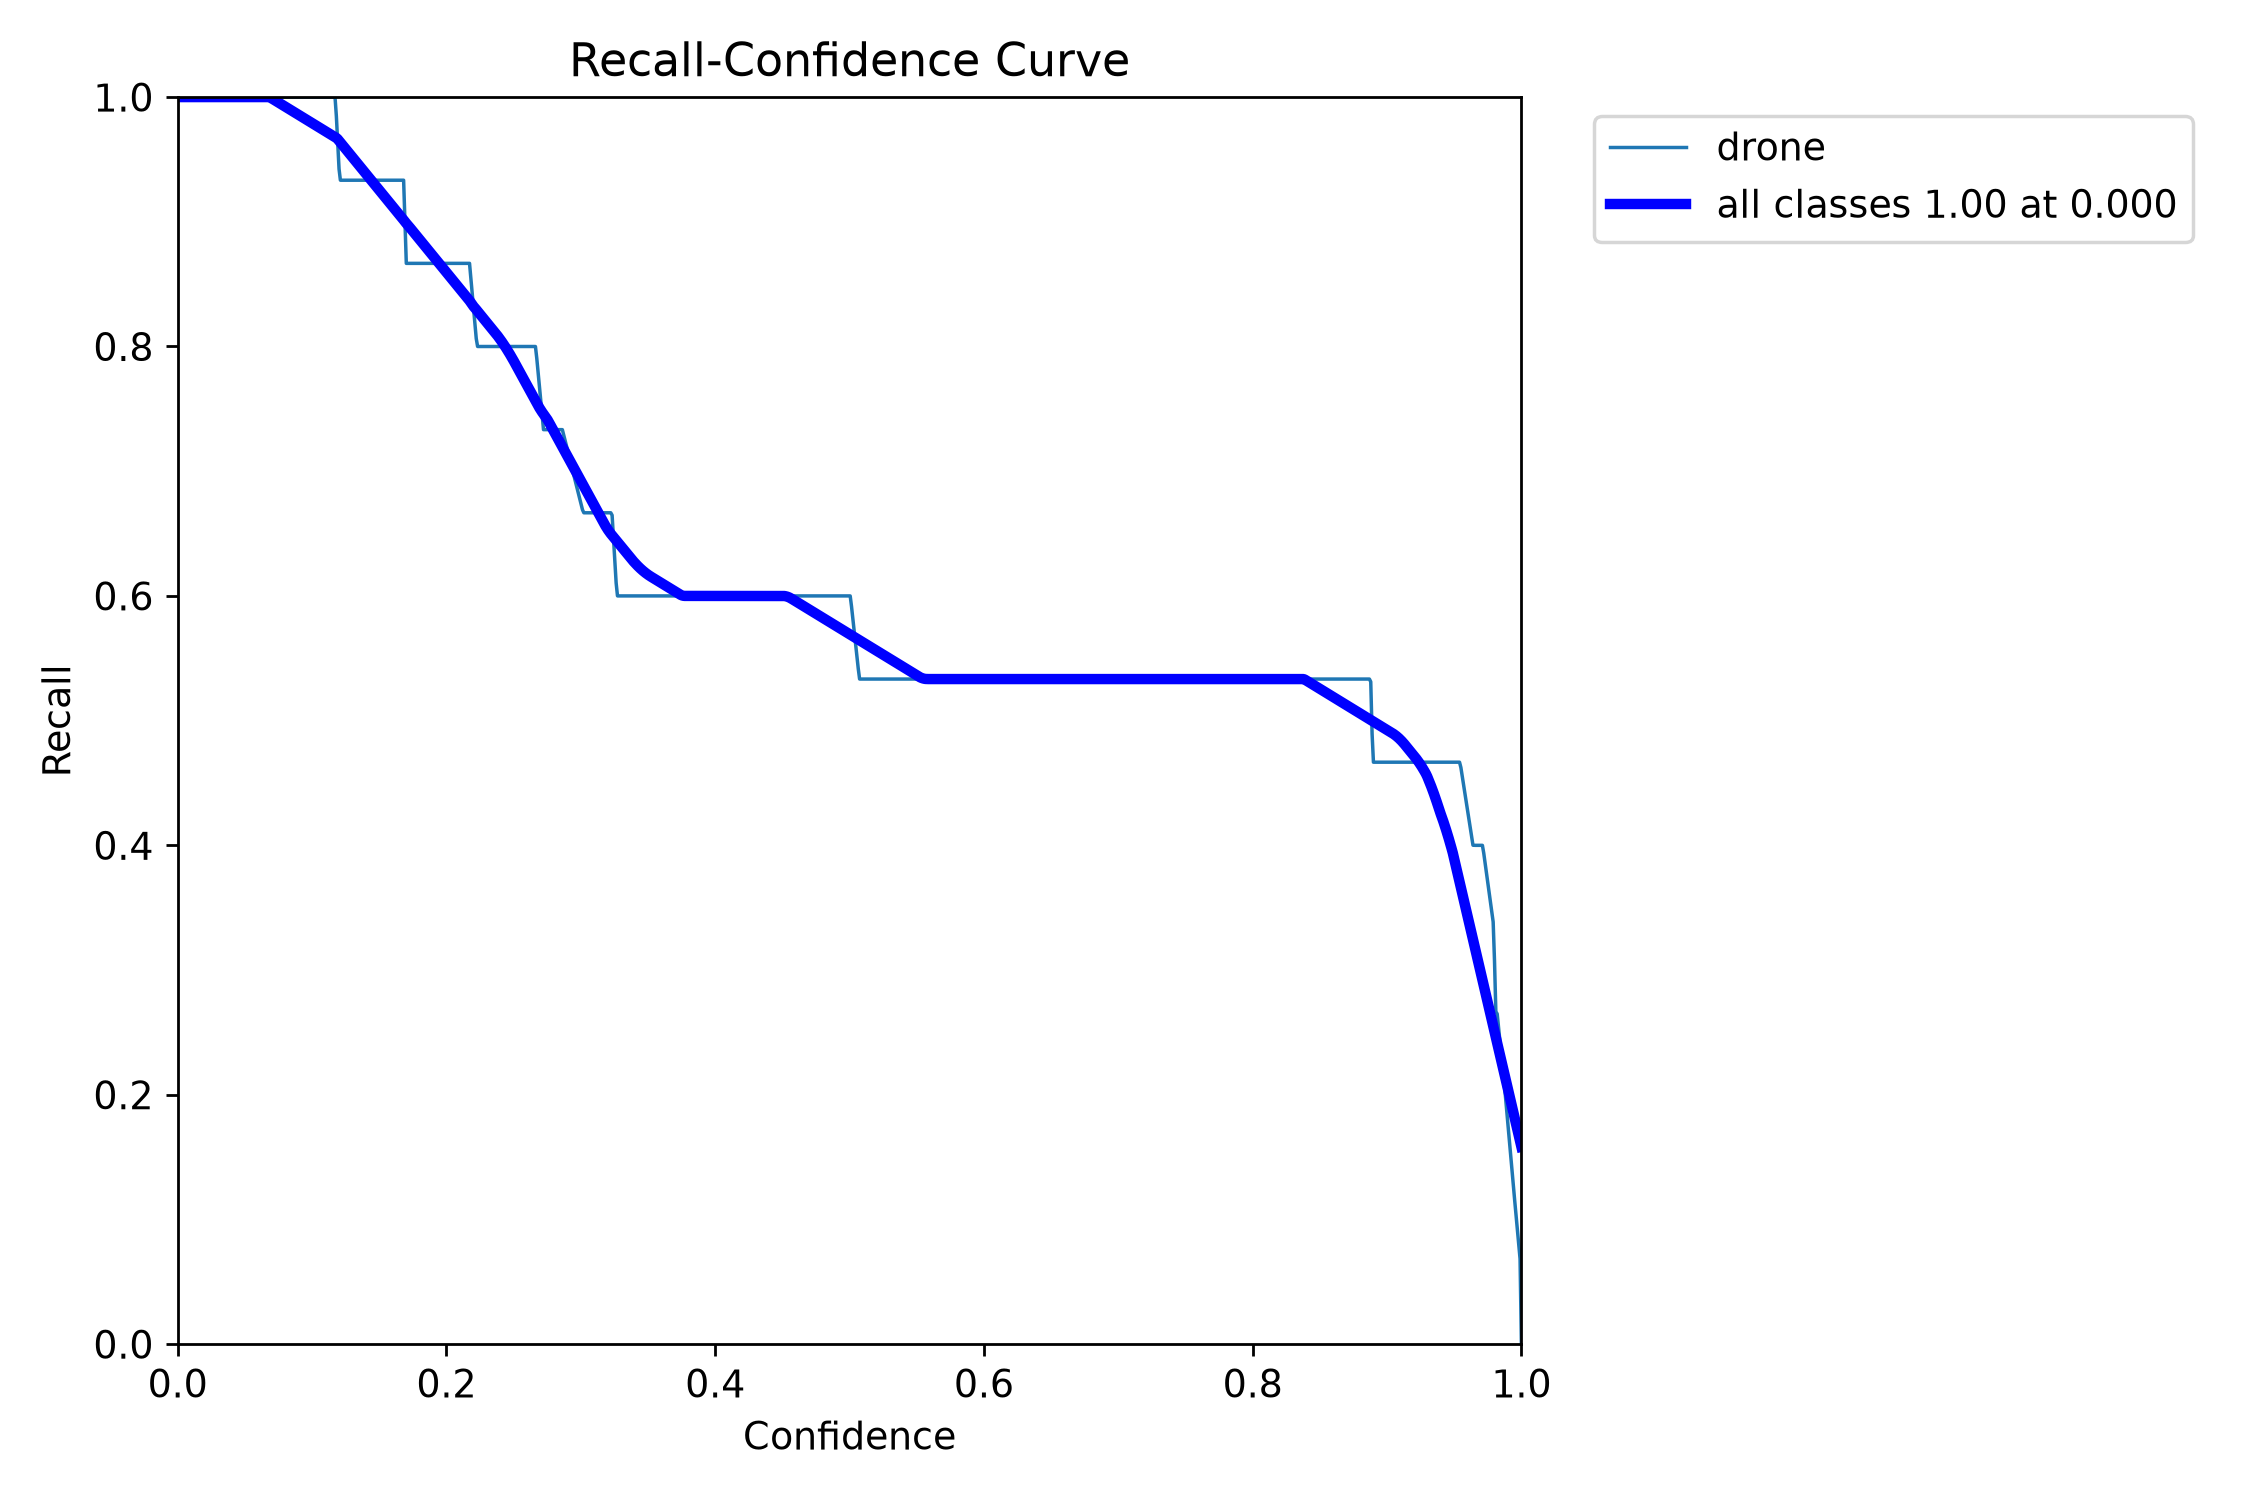 Recall-Confidence Curve
drone
all classes 1.00 at 0.000
1.0
0.8
0.6
0.4
0.2
0.0
Recall
0.0 0.2 0.4 0.6 0.8 1.0
Confidence